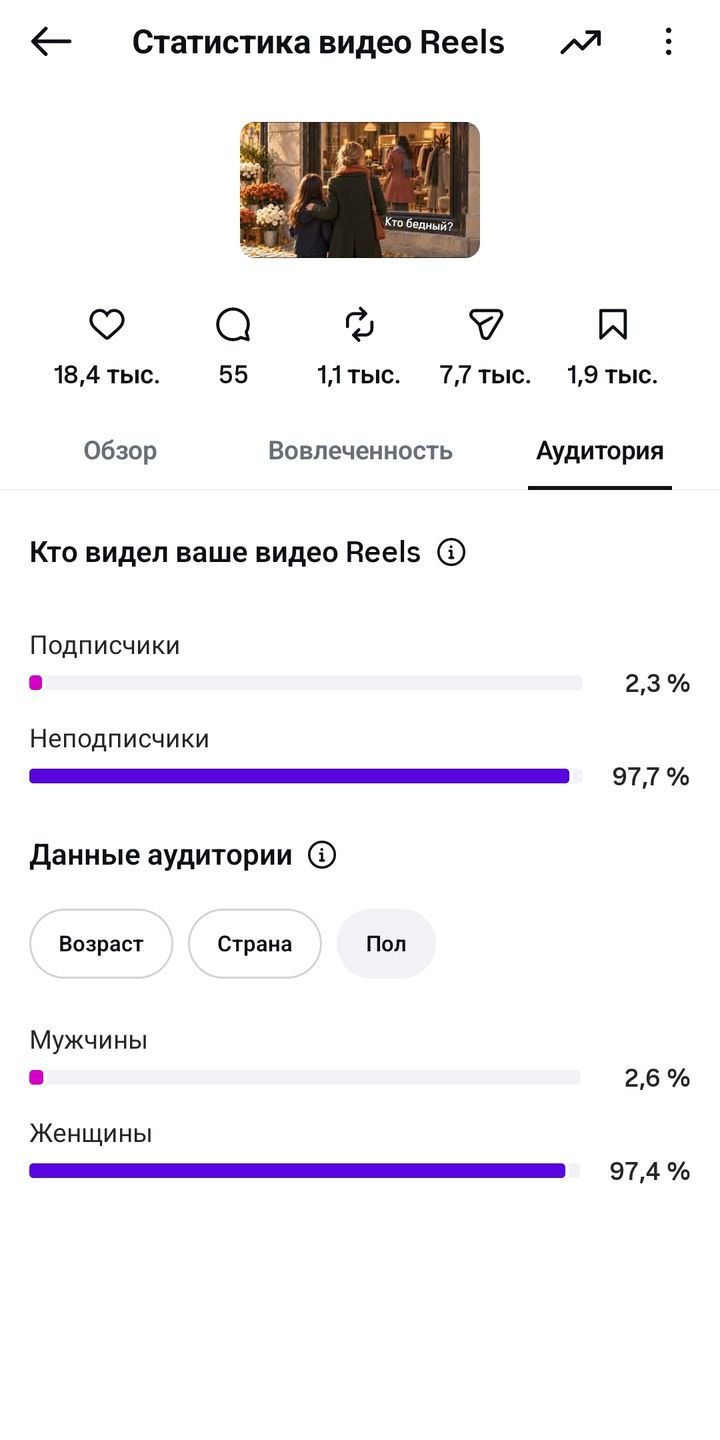 Статистика видео Reels
Кто бедный?
18,4 тыс.
55
1,1 тыс.
7,7 тыс.
1,9 тыс.
Обзор
Вовлеченность
Аудитория
Кто видел ваше видео Reels
Подписчики
2,3 %
Неподписчики
97,7 %
Данные аудитории
Возраст
Страна
Пол
Мужчины
2,6 %
Женщины
97,4 %